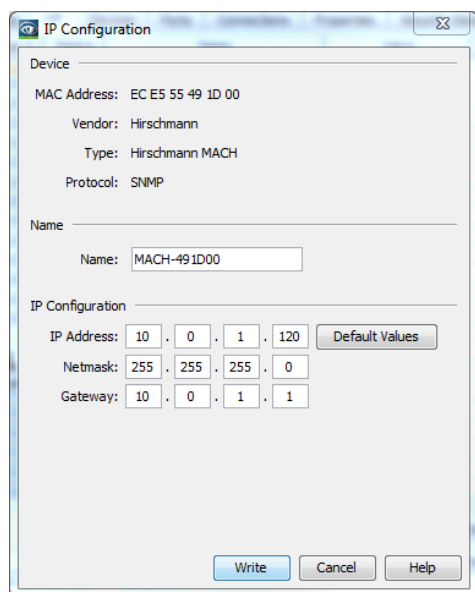 IP Configuration
Device
MAC Address: EC E5 55 49 1D 00
Vendor: Hirschmann
Type: Hirschmann MACH
Protocol: SNMP
Name
Name: MACH-491D00
IP Configuration
IP Address: 10 . 0 . 1 . 120 Default Values
Netmask: 255 . 255 . 255 . 0
Gateway: 10 . 0 . 1 . 1
Write Cancel Help